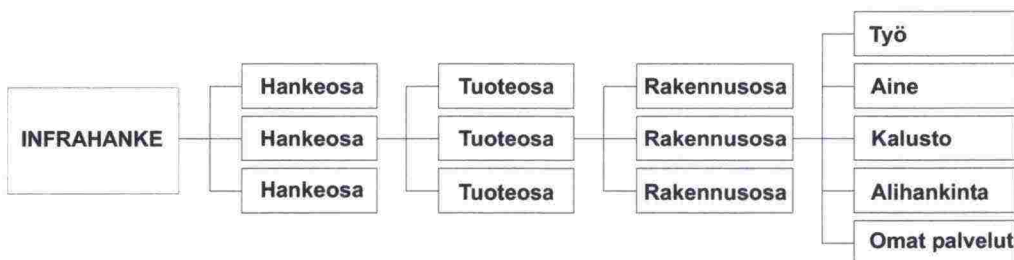 INFRAHANKE
Hankeosa
Hankeosa
Hankeosa
Tuoteosa
Tuoteosa
Tuoteosa
Rakennusosa
Rakennusosa
Rakennusosa
Työ
Aine
Kalusto
Alihankinta
Omat palvelut